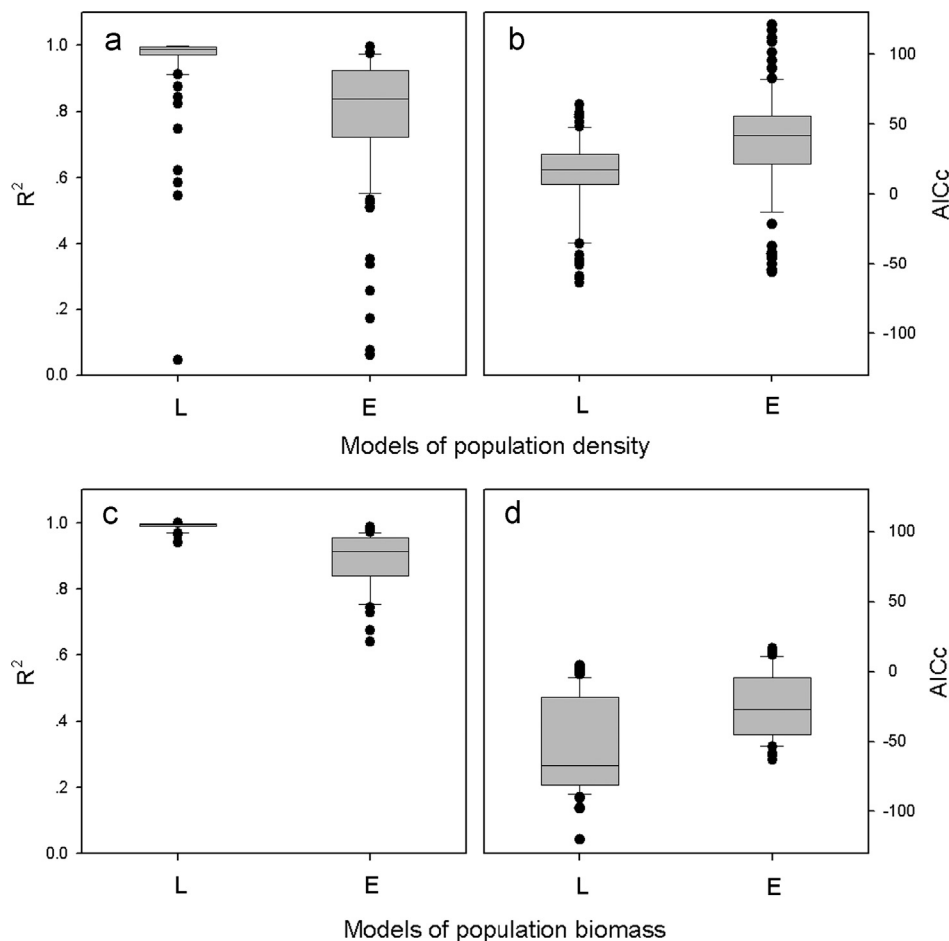 a
b
1.0
.8
.6
.4
.2
0.0
R2
100
50
0
-50
-100
AICc
L
E
L
E
Models of population density
c
d
1.0
.8
.6
.4
.2
0.0
R2
100
50
0
-50
-100
AICc
L
E
L
E
Models of population biomass